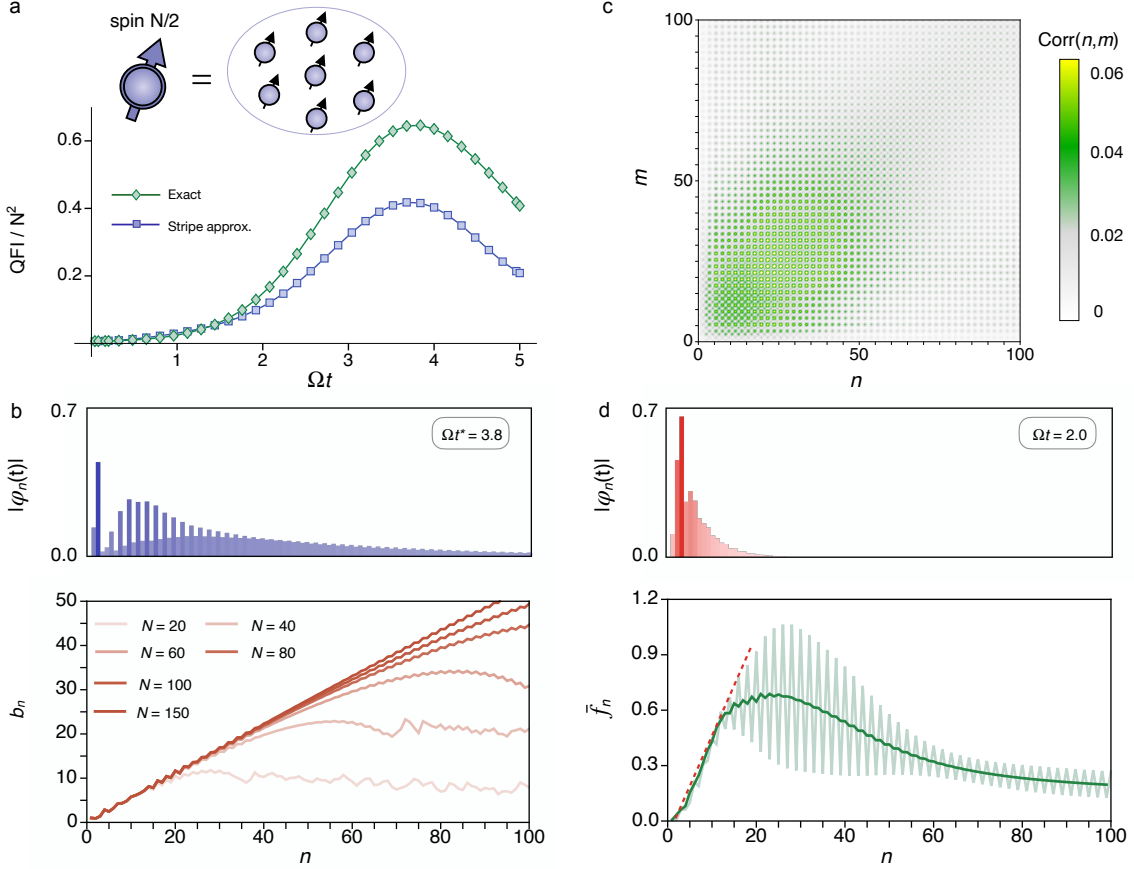 a
spin N/2
=
QFI / N²
0.6
0.4
0.2
Exact
Stripe approx.
1 2 3 4 5
Ωt
b
0.7
|φn(t)|
0.0
Ωt* = 3.8
50
40
30
20
10
0
bn
N = 20 N = 40
N = 60 N = 80
N = 100
N = 150
0 20 40 60 80 100
n
c
100
m
50
0
0 50 100
n
Corr(n,m)
0.06
0.04
0.02
0
d
0.7
|φn(t)|
0.0
Ωt = 2.0
1.2
0.9
0.6
0.3
0.0
f̄n
0 20 40 60 80 100
n